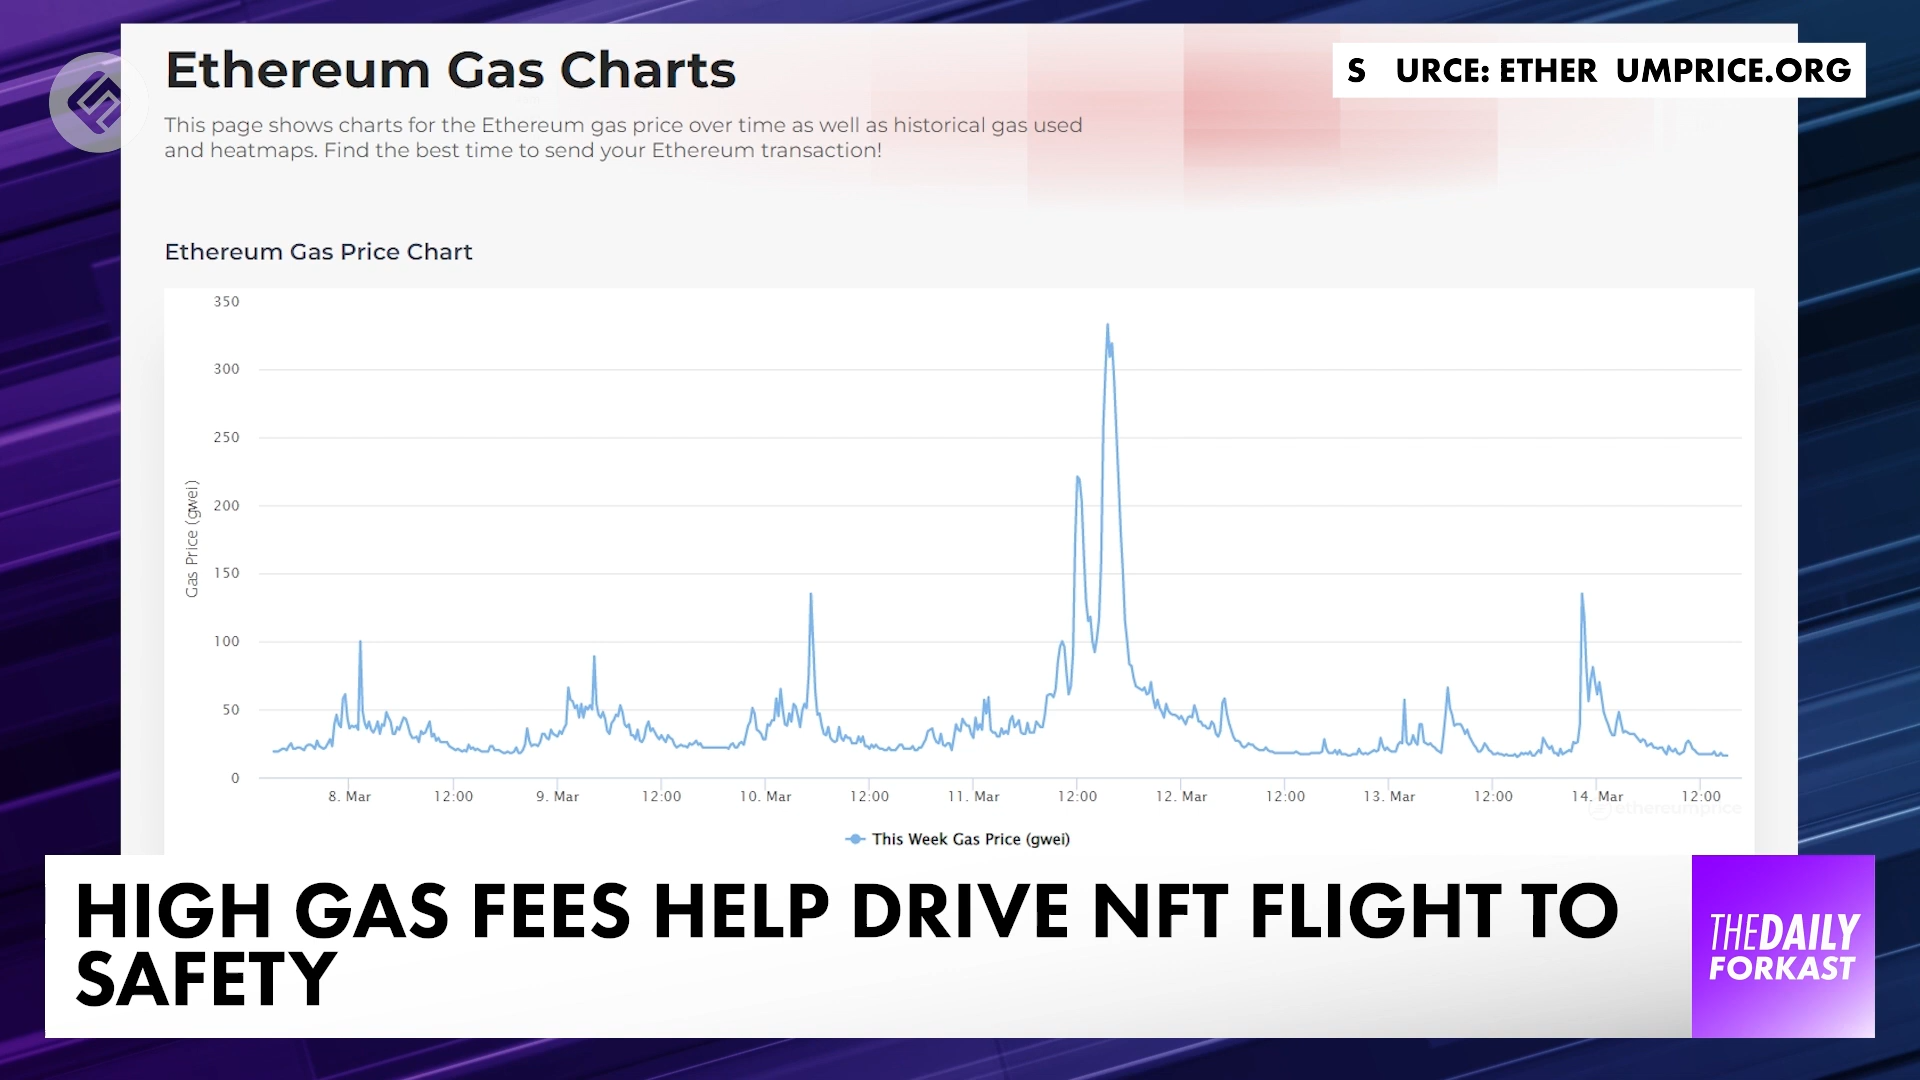 Ethereum Gas Charts
S URCE: ETHER UMPRICE.ORG
This page shows charts for the Ethereum gas price over time as well as historical gas used
and heatmaps. Find the best time to send your Ethereum transaction!
Ethereum Gas Price Chart
350
300
250
200
150
100
50
0
Gas Price (gwei)
8. Mar 12:00 9. Mar 12:00 10. Mar 12:00 11. Mar 12:00 12. Mar 12:00 13. Mar 12:00 14. Mar 12:00
ethereumprice
This Week Gas Price (gwei)
HIGH GAS FEES HELP DRIVE NFT FLIGHT TO
SAFETY
THEDAILY
FORKAST